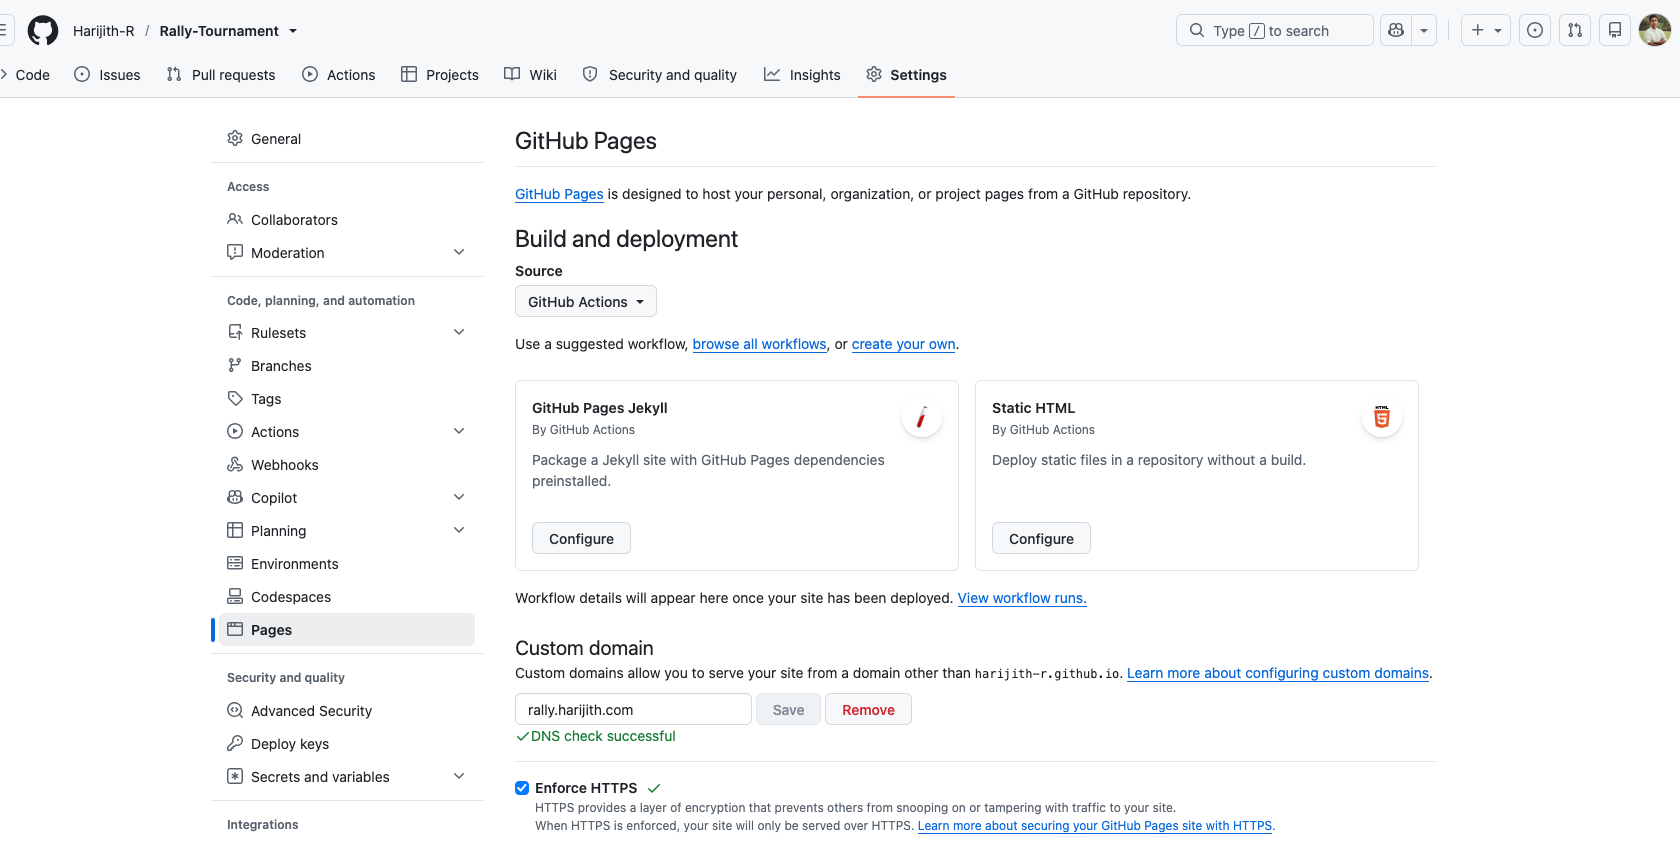 Harijith-R / Rally-Tournament
Type / to search
Code
Issues
Pull requests
Actions
Projects
Wiki
Security and quality
Insights
Settings
General
Access
Collaborators
Moderation
Code, planning, and automation
Rulesets
Branches
Tags
Actions
Webhooks
Copilot
Planning
Environments
Codespaces
Pages
Security and quality
Advanced Security
Deploy keys
Secrets and variables
Integrations
GitHub Pages
GitHub Pages is designed to host your personal, organization, or project pages from a GitHub repository.
Build and deployment
Source
GitHub Actions
Use a suggested workflow, browse all workflows, or create your own.
GitHub Pages Jekyll
By GitHub Actions
Package a Jekyll site with GitHub Pages dependencies
preinstalled.
Configure
Static HTML
By GitHub Actions
Deploy static files in a repository without a build.
Configure
HTML
5
Workflow details will appear here once your site has been deployed. View workflow runs.
Custom domain
Custom domains allow you to serve your site from a domain other than harijith-r.github.io. Learn more about configuring custom domains.
rally.harijith.com
Save
Remove
DNS check successful
Enforce HTTPS
HTTPS provides a layer of encryption that prevents others from snooping on or tampering with traffic to your site.
When HTTPS is enforced, your site will only be served over HTTPS. Learn more about securing your GitHub Pages site with HTTPS.